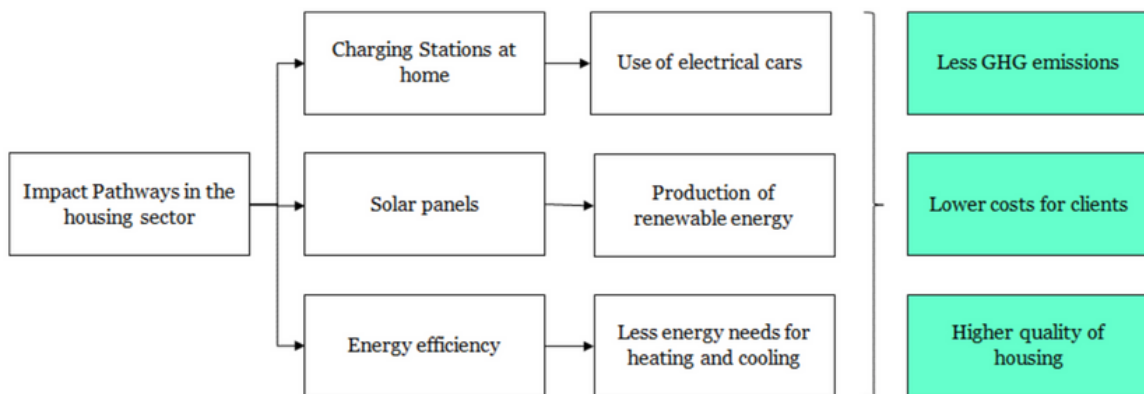 Charging Stations at
home
Use of electrical cars
Less GHG emissions
Impact Pathways in the
housing sector
Solar panels
Production of
renewable energy
Lower costs for clients
Energy efficiency
Less energy needs for
heating and cooling
Higher quality of
housing